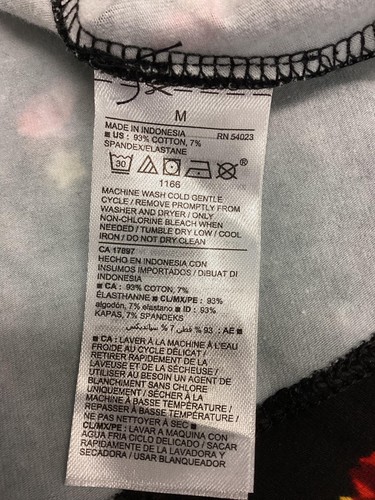 M
MADE IN INDONESIA RN 54023
■ US : 93% COTTON, 7%
SPANDEX/ELASTANE
30 ®
1166
MACHINE WASH COLD GENTLE
CYCLE / REMOVE PROMPTLY FROM
WASHER AND DRYER / ONLY
NON-CHLORINE BLEACH WHEN
NEEDED / TUMBLE DRY LOW / COOL
IRON / DO NOT DRY CLEAN
CA 17897
HECHO EN INDONESIA CON
INSUMOS IMPORTADOS / DIBUAT DI
INDONESIA
■ CA : 93% COTON, 7%
ÉLASTHANNE ■ CL/MX/PE : 93%
algodón, 7% elastano ■ ID : 93%
KAPAS, 7% SPANDEKS
AE ■ : 93 % قطن 7 % سباندیکس
■ CA : LAVER À LA MACHINE À L'EAU
FROIDE AU CYCLE DÉLICAT /
RETIRER RAPIDEMENT DE LA
LAVEUSE ET DE LA SÉCHEUSE /
UTILISER AU BESOIN UN AGENT DE
BLANCHIMENT SANS CHLORE
UNIQUEMENT / SÉCHER À LA
MACHINE À BASSE TEMPÉRATURE /
REPASSER À BASSE TEMPÉRATURE /
NE PAS NETTOYER À SEC ■
CL/MX/PE : LAVAR A MAQUINA CON
AGUA FRIA CICLO DELICADO / SACAR
RAPIDAMENTE DE LA LAVADORA Y
SECADORA / USAR BLANQUEADOR